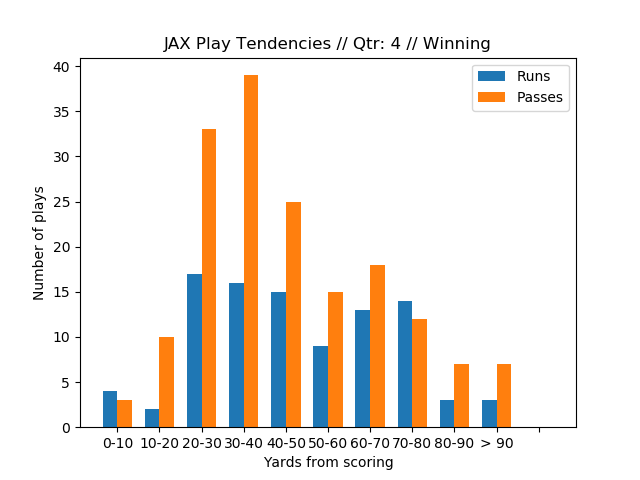 JAX Play Tendencies // Qtr: 4 // Winning
Runs
Passes
Number of plays
40
35
30
25
20
15
10
5
0
0-10 10-20 20-30 30-40 40-50 50-60 60-70 70-80 80-90 > 90
Yards from scoring